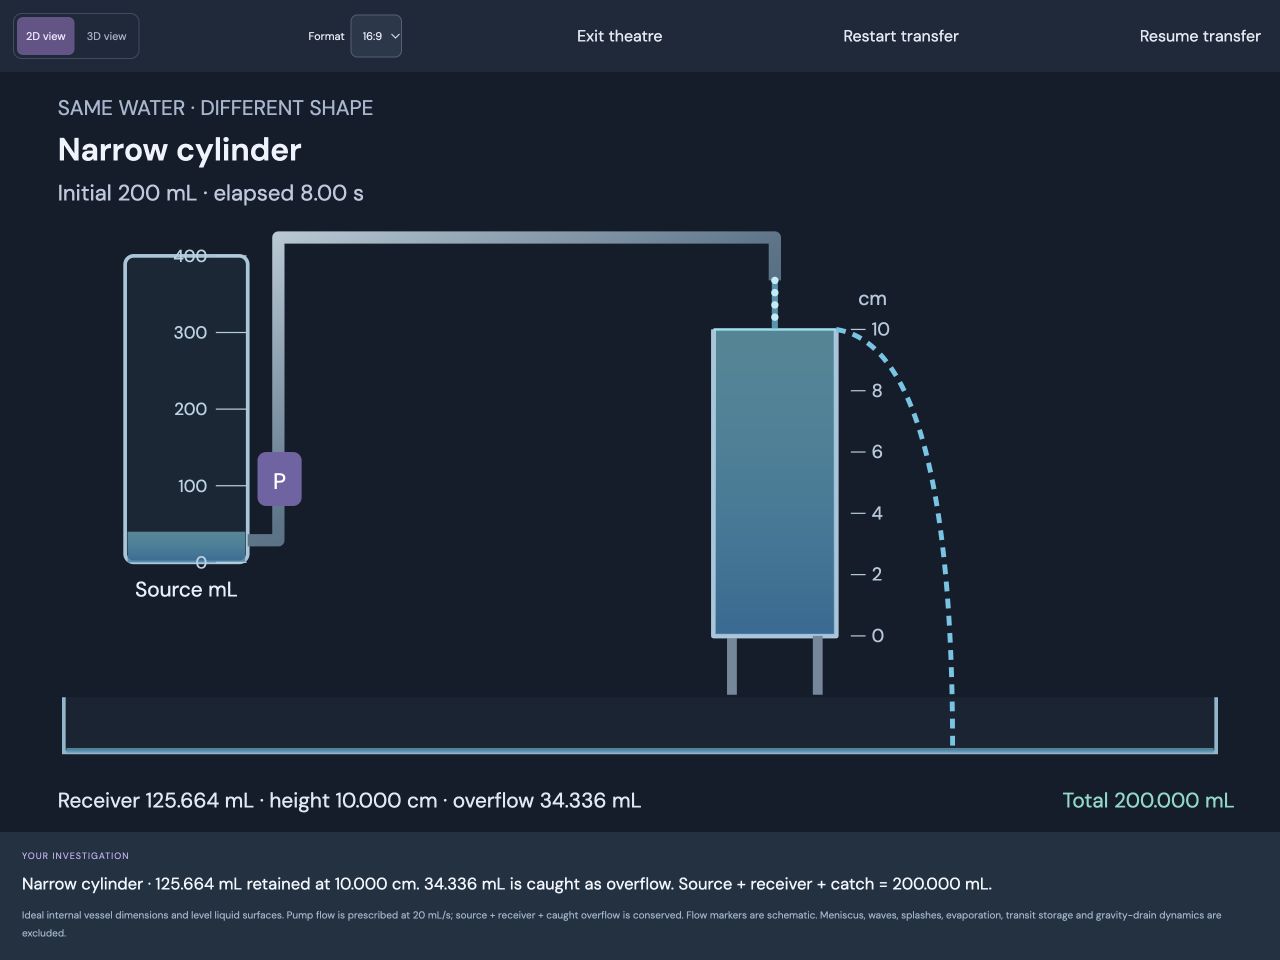 2D view
3D view
Format
16:9
Exit theatre
Restart transfer
Resume transfer
SAME WATER · DIFFERENT SHAPE
Narrow cylinder
Initial 200 mL · elapsed 8.00 s
400
300
200
100
0
Source mL
P
cm
10
8
6
4
2
0
Receiver 125.664 mL · height 10.000 cm · overflow 34.336 mL
Total 200.000 mL
YOUR INVESTIGATION
Narrow cylinder · 125.664 mL retained at 10.000 cm. 34.336 mL is caught as overflow. Source + receiver + catch = 200.000 mL.
Ideal internal vessel dimensions and level liquid surfaces. Pump flow is prescribed at 20 mL/s; source + receiver + caught overflow is conserved. Flow markers are schematic. Meniscus, waves, splashes, evaporation, transit storage and gravity-drain dynamics are
excluded.